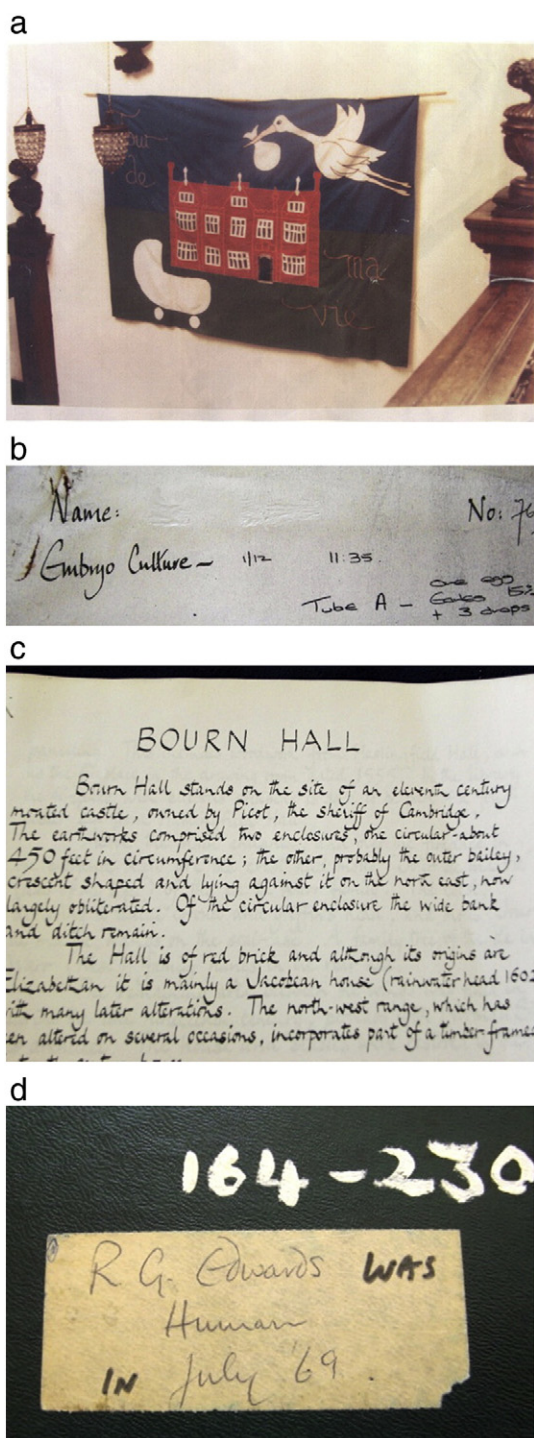 a
de
ma
vie
b
Name:
No: 76
Embryo Culture – 1/12 11:35.
Tube A – one egg
15%
+ 3 drops
c
BOURN HALL
Bourn Hall stands on the site of an eleventh century
moated castle, owned by Picot, the sheriff of Cambridge.
The earthworks comprised two enclosures, one circular-about
450 feet in circumference; the other, probably the outer bailey,
crescent shaped and lying against it on the north east, now
largely obliterated. Of the circular enclosure the wide bank
and ditch remain.
The Hall is of red brick and although its origins are
Elizabethan it is mainly a Jacobean house (rainwater head 1602
with many later alterations. The north-west range, which has
en altered on several occasions, incorporates part of a timber-frame
d
164-230
R G. Edwards WAS
Human
IN July '69.